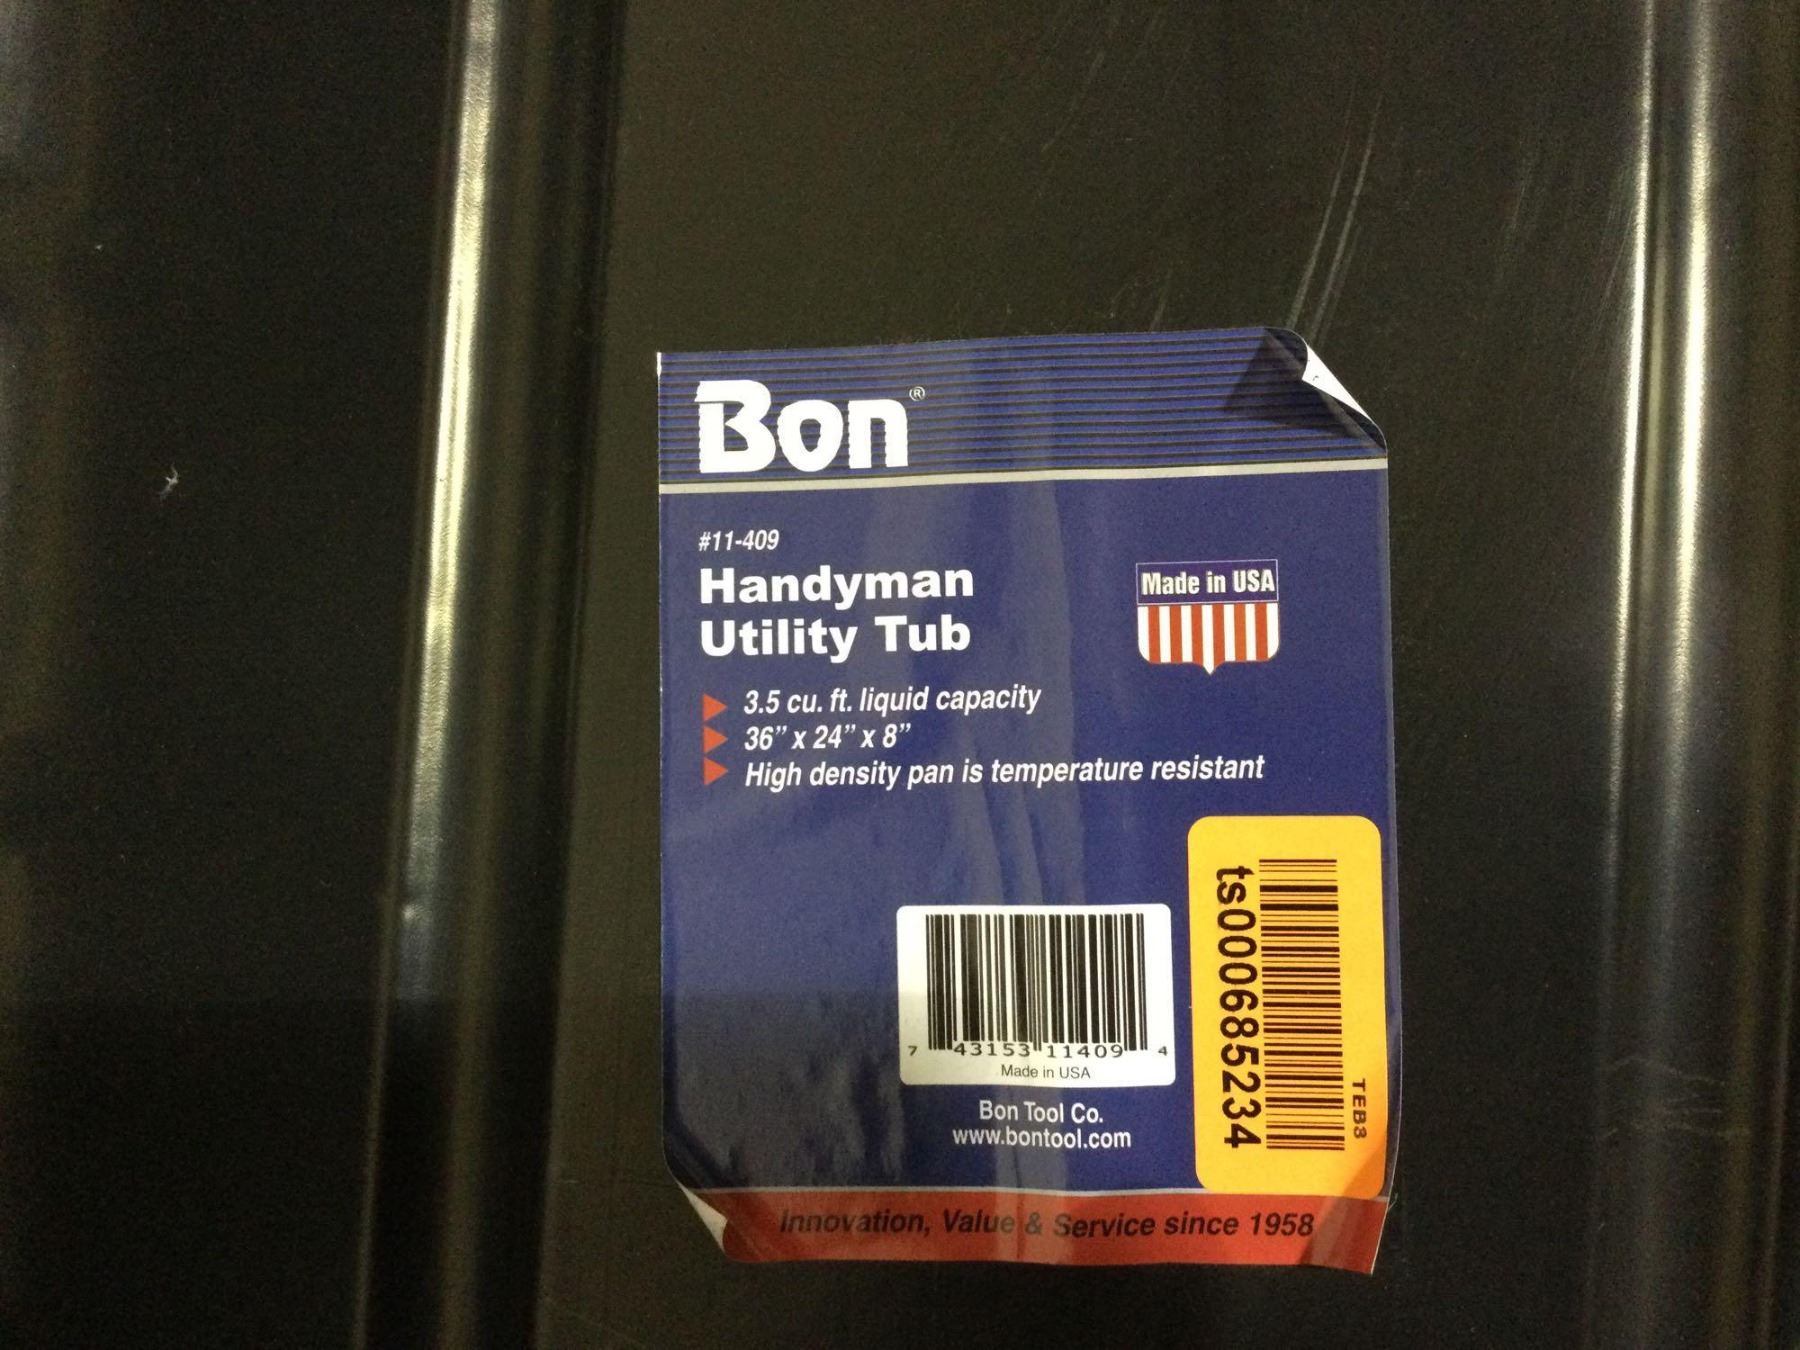 Bon®
#11-409
Handyman
Utility Tub
Made in USA
3.5 cu. ft. liquid capacity
36” x 24” x 8”
High density pan is temperature resistant
7 43153 11409 4
Made in USA
Bon Tool Co.
www.bontool.com
ts000685234
TEB8
Innovation, Value & Service since 1958